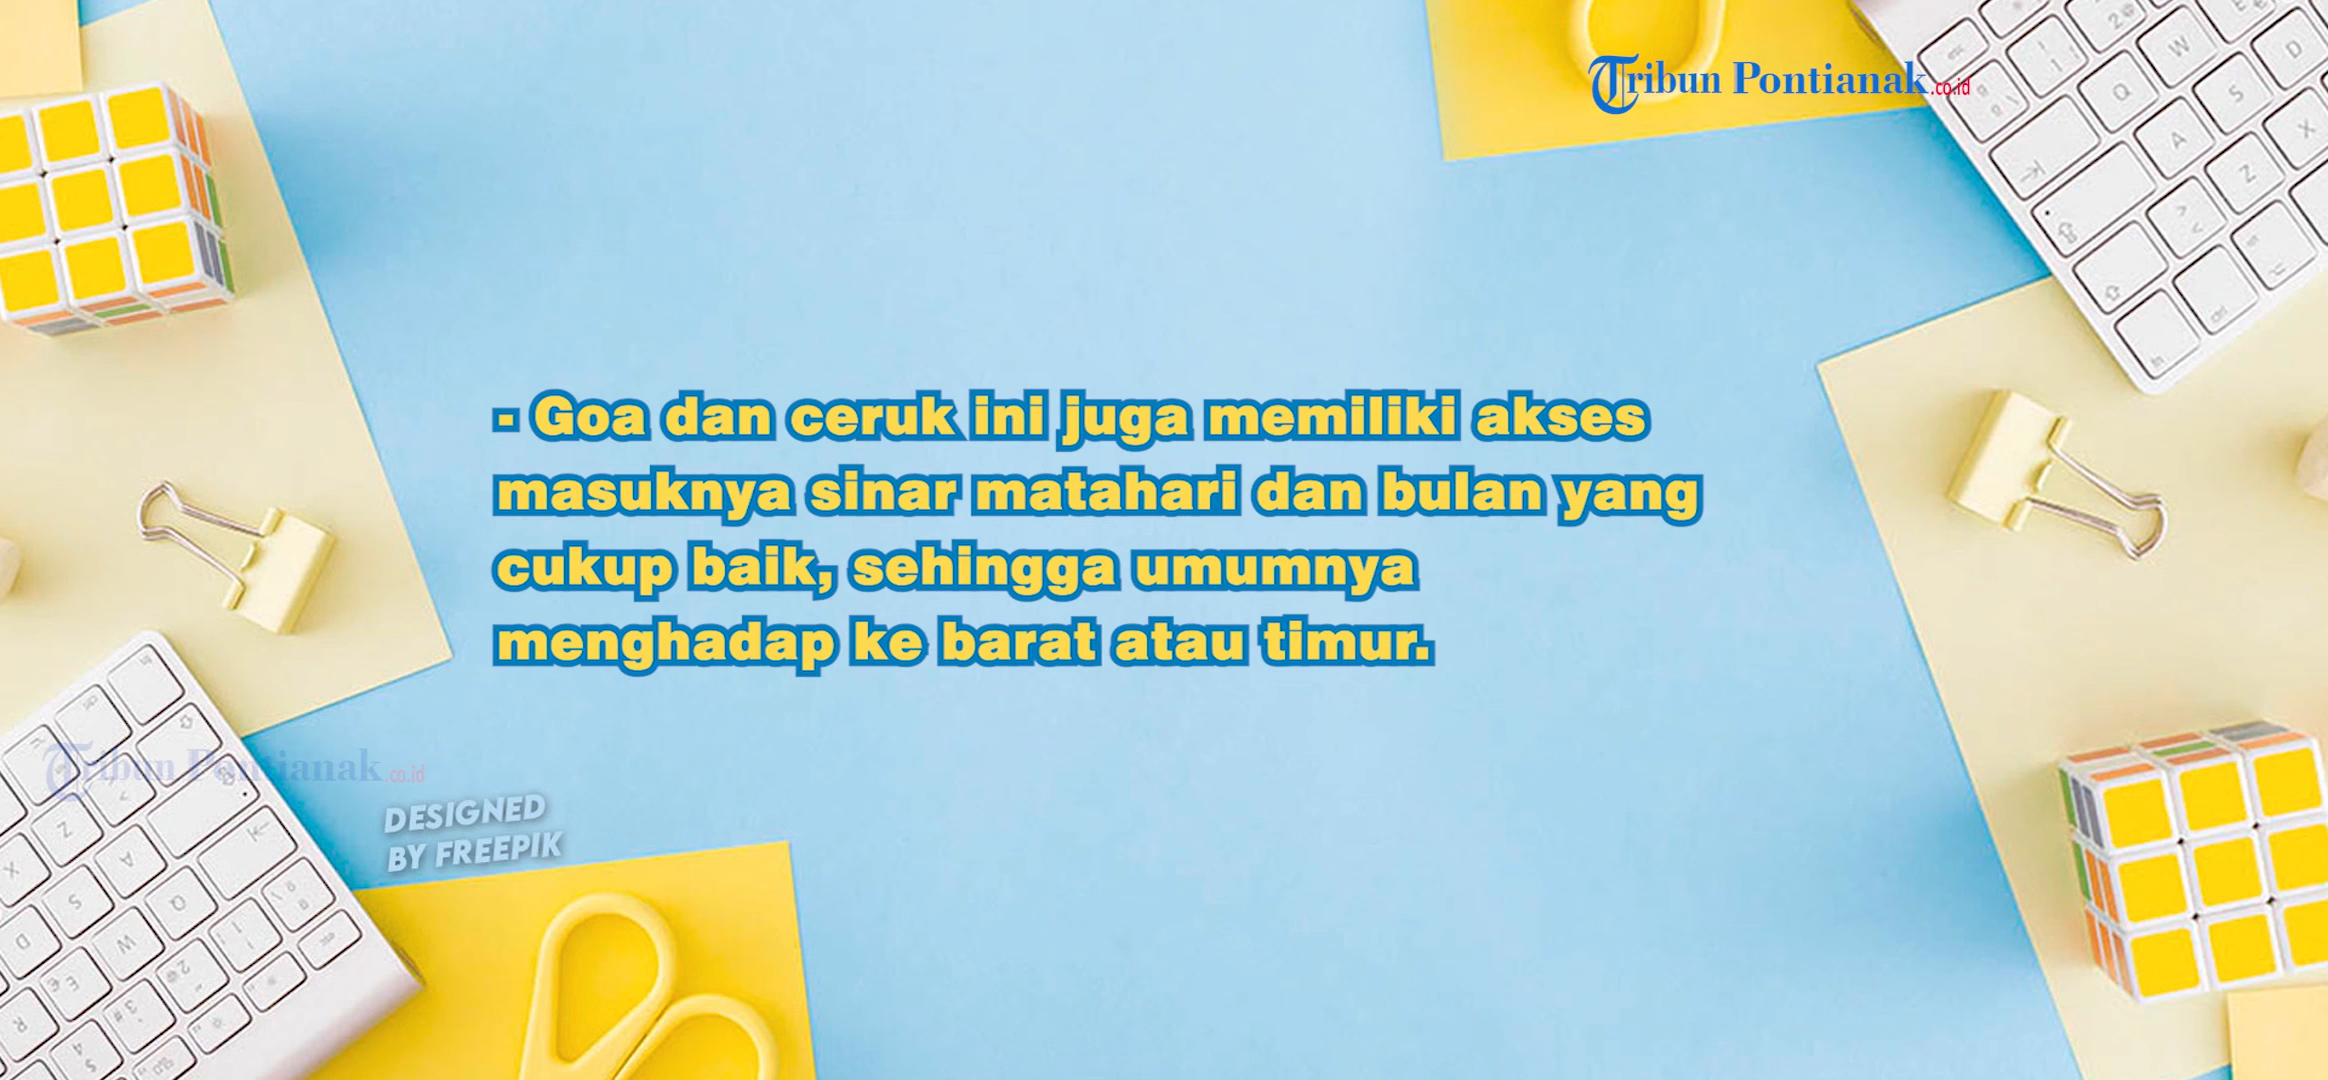 Tribun Pontianak.co.id
- Goa dan ceruk ini juga memiliki akses
masuknya sinar matahari dan bulan yang
cukup baik, sehingga umumnya
menghadap ke barat atau timur.
Tribun Pontianak.co.id
DESIGNED
BY FREEPIK